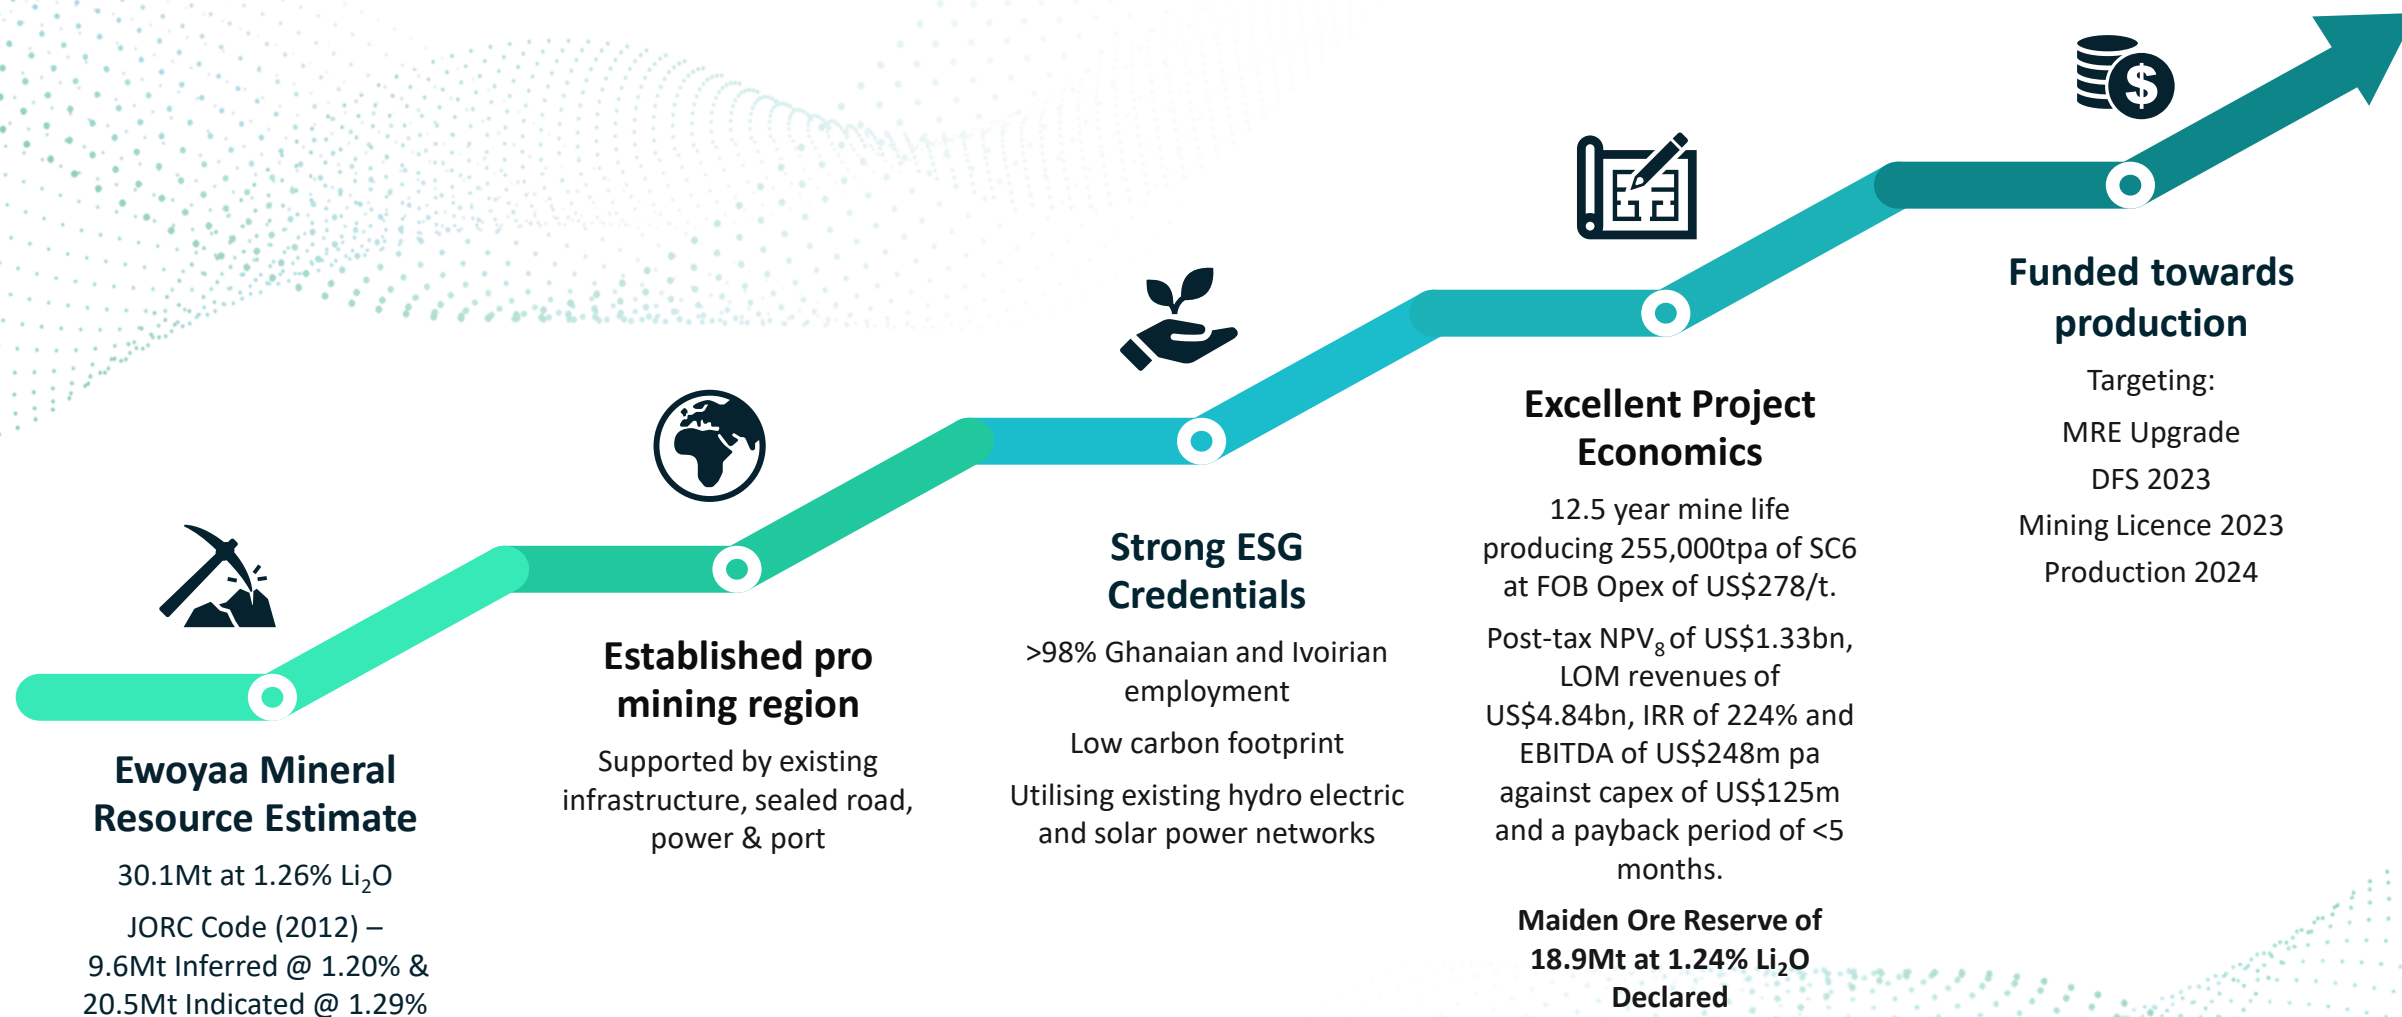 Ewoyaa Mineral
Resource Estimate
30.1Mt at 1.26% Li₂O
JORC Code (2012) –
9.6Mt Inferred @ 1.20% &
20.5Mt Indicated @ 1.29%
Established pro
mining region
Supported by existing
infrastructure, sealed road,
power & port
Strong ESG
Credentials
>98% Ghanaian and Ivoirian
employment
Low carbon footprint
Utilising existing hydro electric
and solar power networks
Excellent Project
Economics
12.5 year mine life
producing 255,000tpa of SC6
at FOB Opex of US$278/t.
Post-tax NPV₈ of US$1.33bn,
LOM revenues of
US$4.84bn, IRR of 224% and
EBITDA of US$248m pa
against capex of US$125m
and a payback period of <5
months.
Maiden Ore Reserve of
18.9Mt at 1.24% Li₂O
Declared
$
Funded towards
production
Targeting:
MRE Upgrade
DFS 2023
Mining Licence 2023
Production 2024